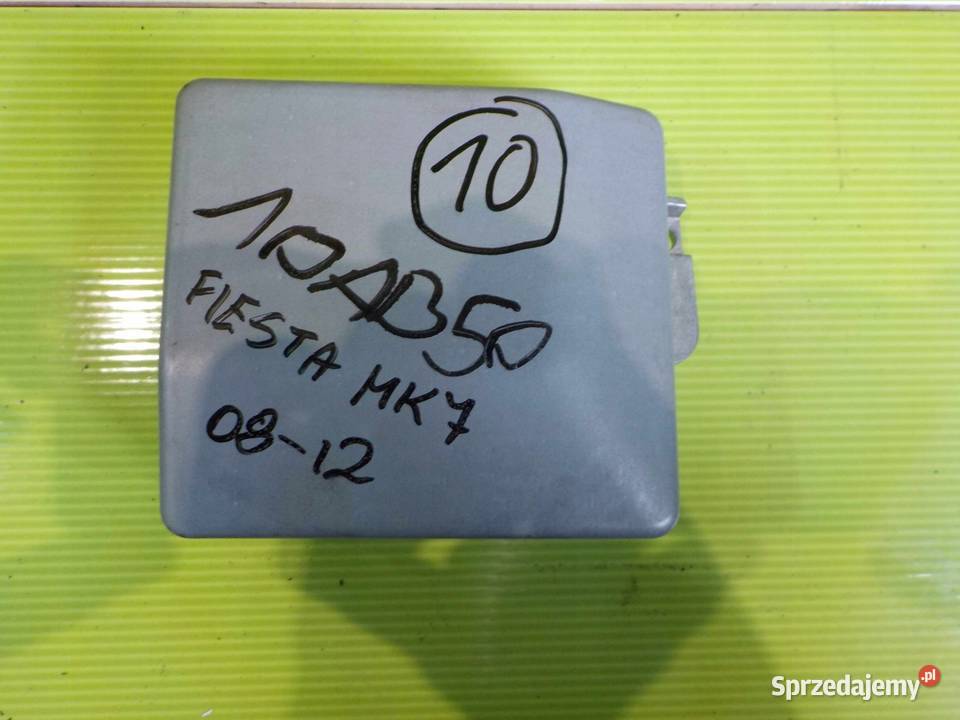 10
10AB50
FIESTA MK7
08-12
Sprzedajemy.pl